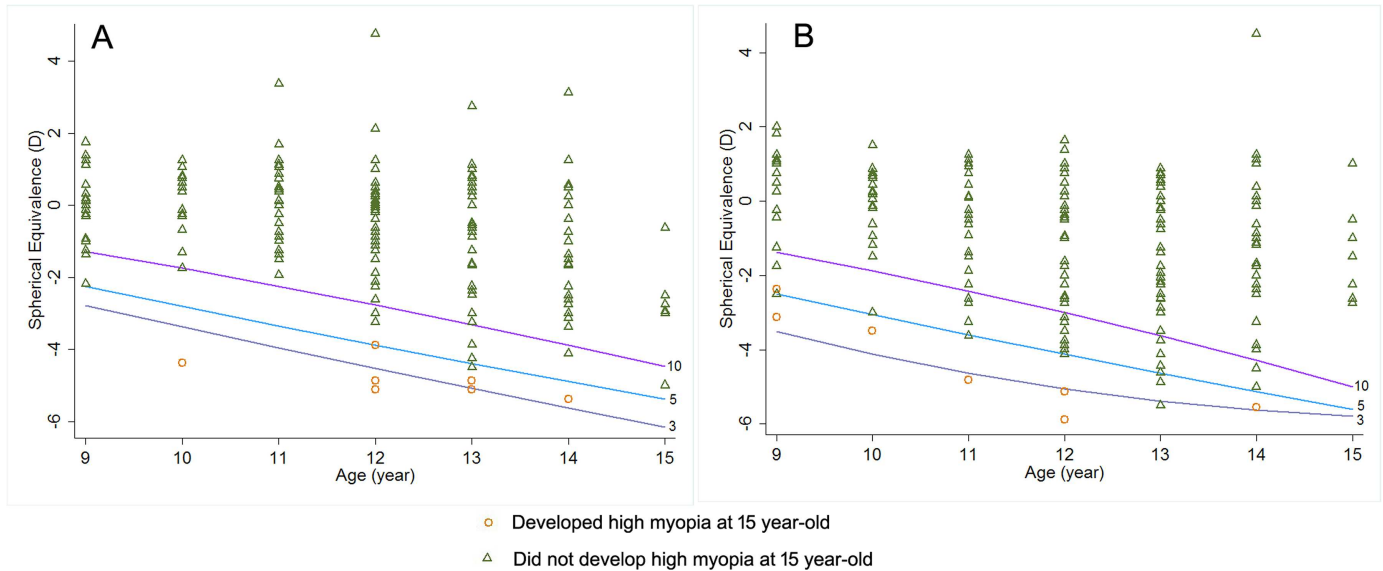 A
B
Spherical Equivalence (D)
4
2
0
-2
-4
-6
10
5
3
9 10 11 12 13 14 15
Age (year)
Spherical Equivalence (D)
4
2
0
-2
-4
-6
10
5
3
9 10 11 12 13 14 15
Age (year)
Developed high myopia at 15 year-old
Did not develop high myopia at 15 year-old